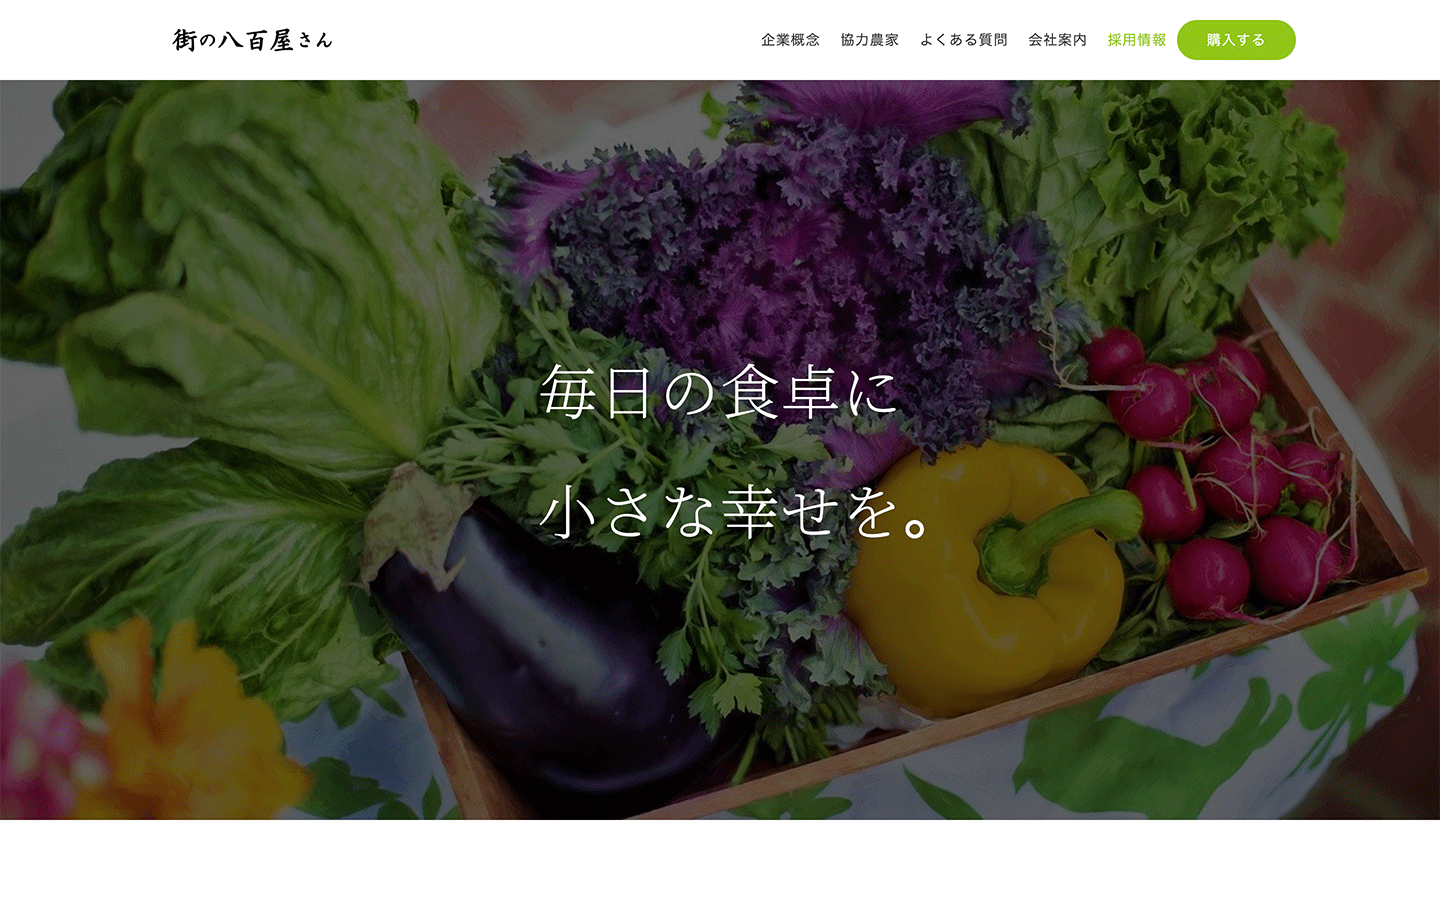 街の八百屋さん
企業概念 協力農家 よくある質問 会社案内 採用情報 購入する
毎日の食卓に
小さな幸せを。